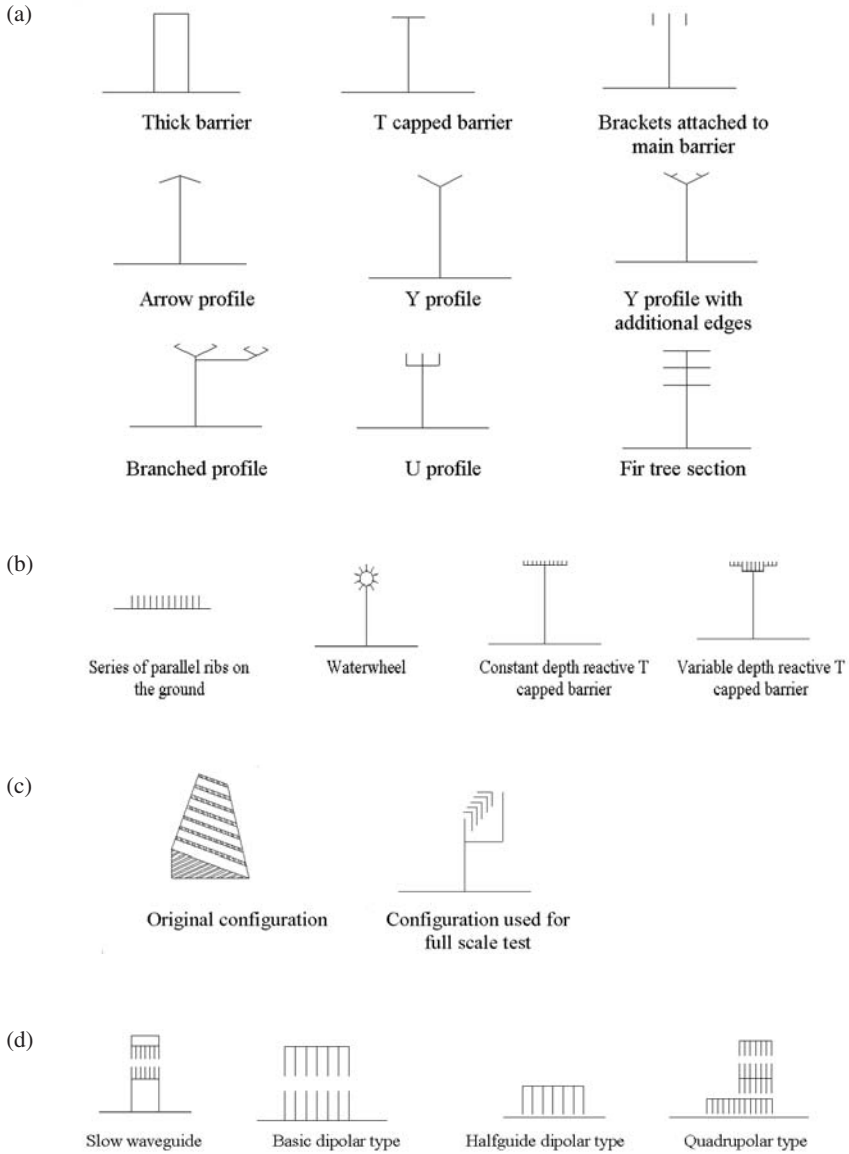 (a)
Thick barrier
T capped barrier
Brackets attached to
main barrier
Arrow profile
Y profile
Y profile with
additional edges
Branched profile
U profile
Fir tree section
(b)
Series of parallel ribs on
the ground
Waterwheel
Constant depth reactive T
capped barrier
Variable depth reactive T
capped barrier
(c)
Original configuration
Configuration used for
full scale test
(d)
Slow waveguide
Basic dipolar type
Halfguide dipolar type
Quadrupolar type